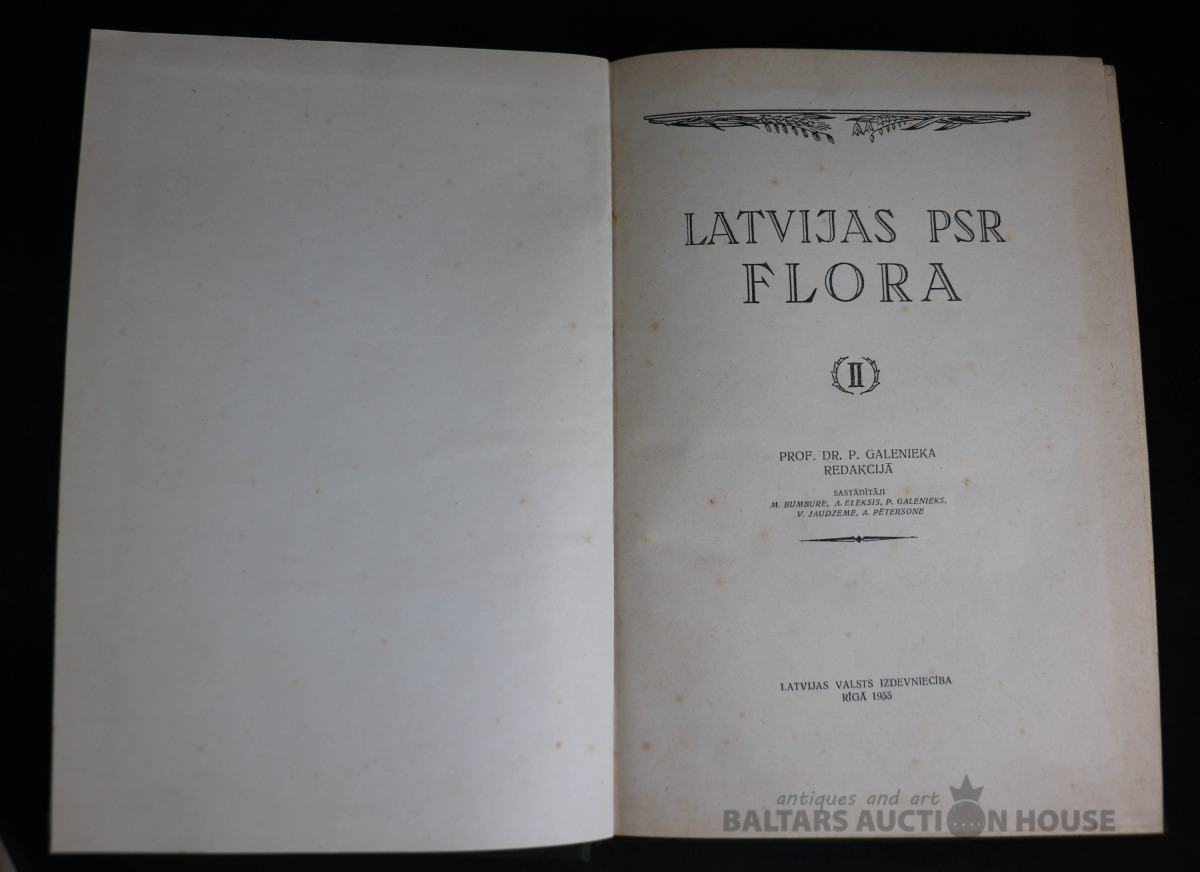 LATVIJAS PSR
FLORA
II
PROF. DR. P. GALENIEKA
REDAKCIJĀ
SASTĀDĪTĀJI
M. BUMBURE, A. ELEKSIS, P. GALENIEKS,
V. JAUDZEME, A. PĒTERSONE
LATVIJAS VALSTS IZDEVNIECĪBA
RĪGĀ 1955
antiques and art
BALTARS AUCTION HOUSE